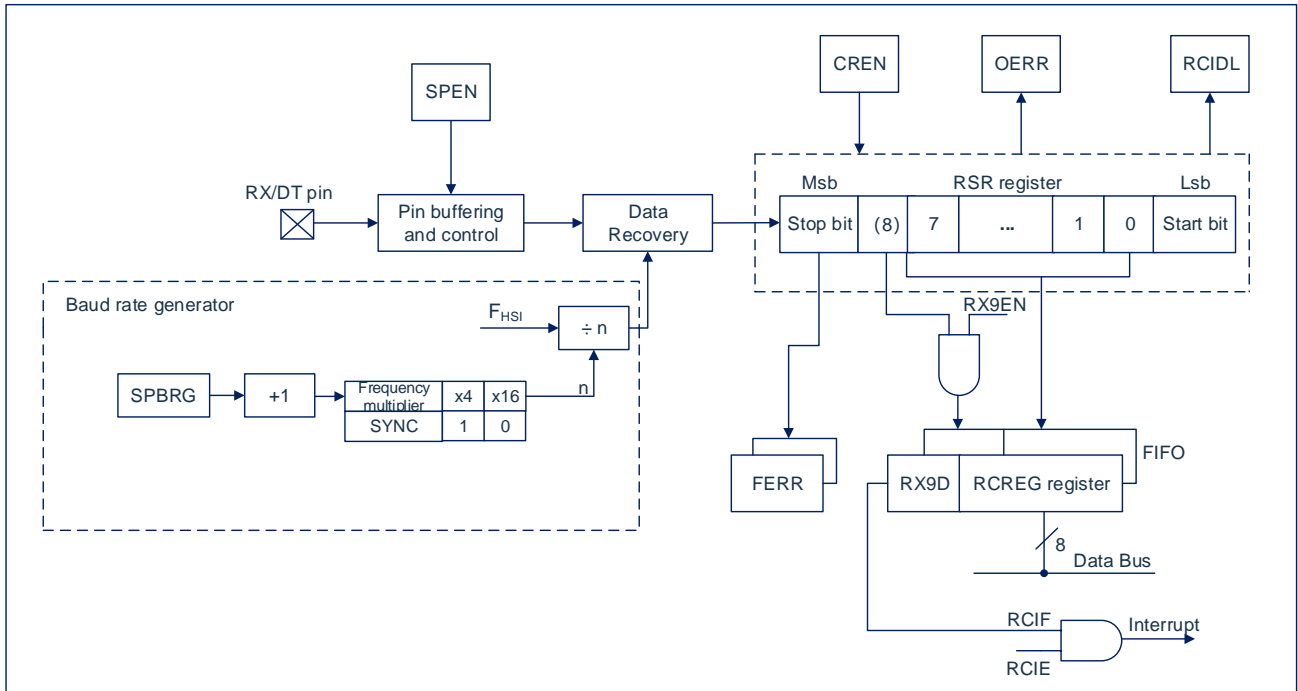 CREN
OERR
RCIDL
SPEN
Msb
RSR register
Lsb
RX/DT pin
Pin buffering
and control
Data
Recovery
Stop bit
(8)
7
...
1
0
Start bit
Baud rate generator
FHSI
÷ n
RX9EN
n
SPBRG
+1
Frequency
multiplier
x4
x16
SYNC
1
0
FIFO
FERR
RX9D
RCREG register
8
Data Bus
RCIF
Interrupt
RCIE